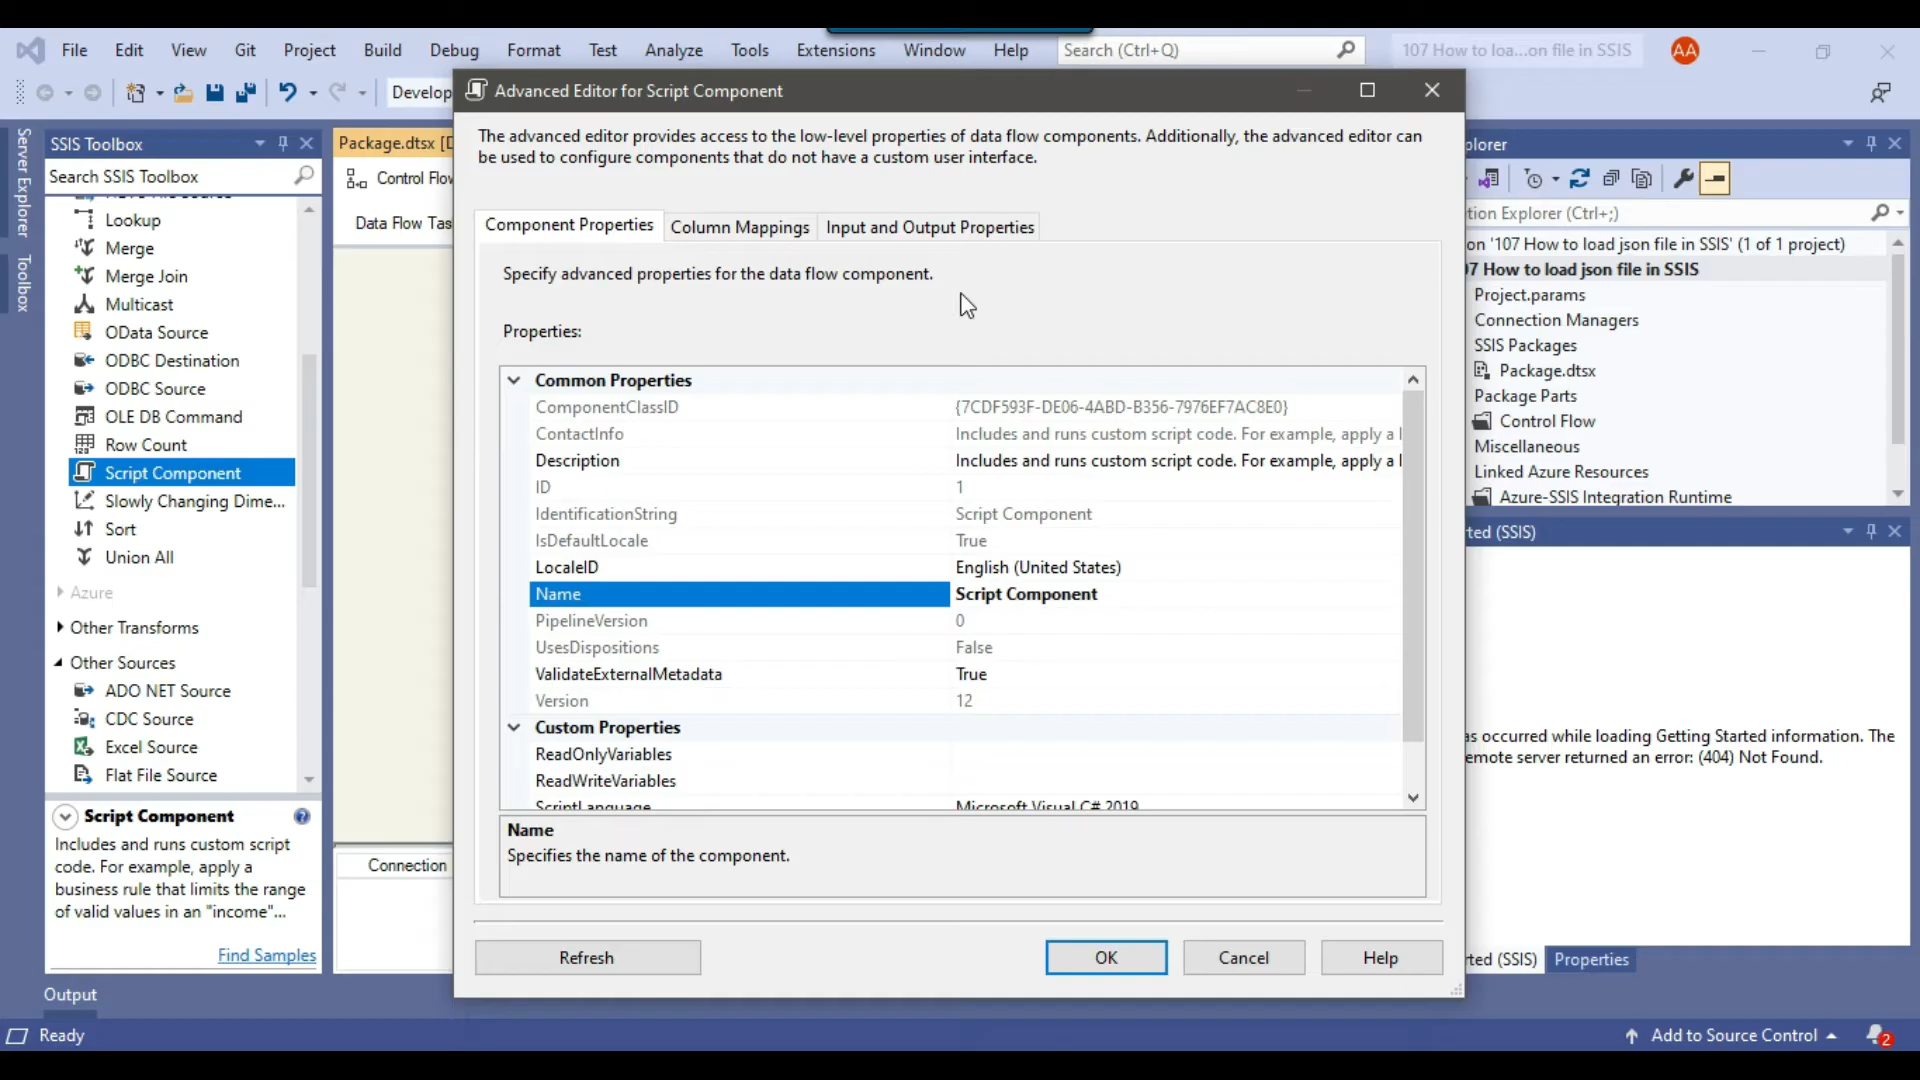 File Edit View Git Project Build Debug Format Test Analyze Tools Extensions Window Help Search (Ctrl+Q) 107 How to loa...on file in SSIS AA
Develop
Advanced Editor for Script Component
The advanced editor provides access to the low-level properties of data flow components. Additionally, the advanced editor can
be used to configure components that do not have a custom user interface.
Component Properties Column Mappings Input and Output Properties
Specify advanced properties for the data flow component.
Properties:
Common Properties
ComponentClassID {7CDF593F-DE06-4ABD-B356-7976EF7AC8E0}
ContactInfo Includes and runs custom script code. For example, apply a l
Description Includes and runs custom script code. For example, apply a l
ID 1
IdentificationString Script Component
IsDefaultLocale True
LocaleID English (United States)
Name Script Component
PipelineVersion 0
UsesDispositions False
ValidateExternalMetadata True
Version 12
Custom Properties
ReadOnlyVariables
ReadWriteVariables
ScriptLanguage Microsoft Visual C# 2019
Name
Specifies the name of the component.
Refresh OK Cancel Help
Server Explorer
Toolbox
SSIS Toolbox
Search SSIS Toolbox
Lookup
Merge
Merge Join
Multicast
OData Source
ODBC Destination
ODBC Source
OLE DB Command
Row Count
Script Component
Slowly Changing Dime...
Sort
Union All
Azure
Other Transforms
Other Sources
ADO NET Source
CDC Source
Excel Source
Flat File Source
Script Component
Includes and runs custom script
code. For example, apply a
business rule that limits the range
of valid values in an "income"...
Find Samples
Package.dtsx [D
Control Flow
Data Flow Tas
Connection
plorer
tion Explorer (Ctrl+;)
on '107 How to load json file in SSIS' (1 of 1 project)
07 How to load json file in SSIS
Project.params
Connection Managers
SSIS Packages
Package.dtsx
Package Parts
Control Flow
Miscellaneous
Linked Azure Resources
Azure-SSIS Integration Runtime
rted (SSIS)
as occurred while loading Getting Started information. The
emote server returned an error: (404) Not Found.
rted (SSIS) Properties
Output
Ready
Add to Source Control 2